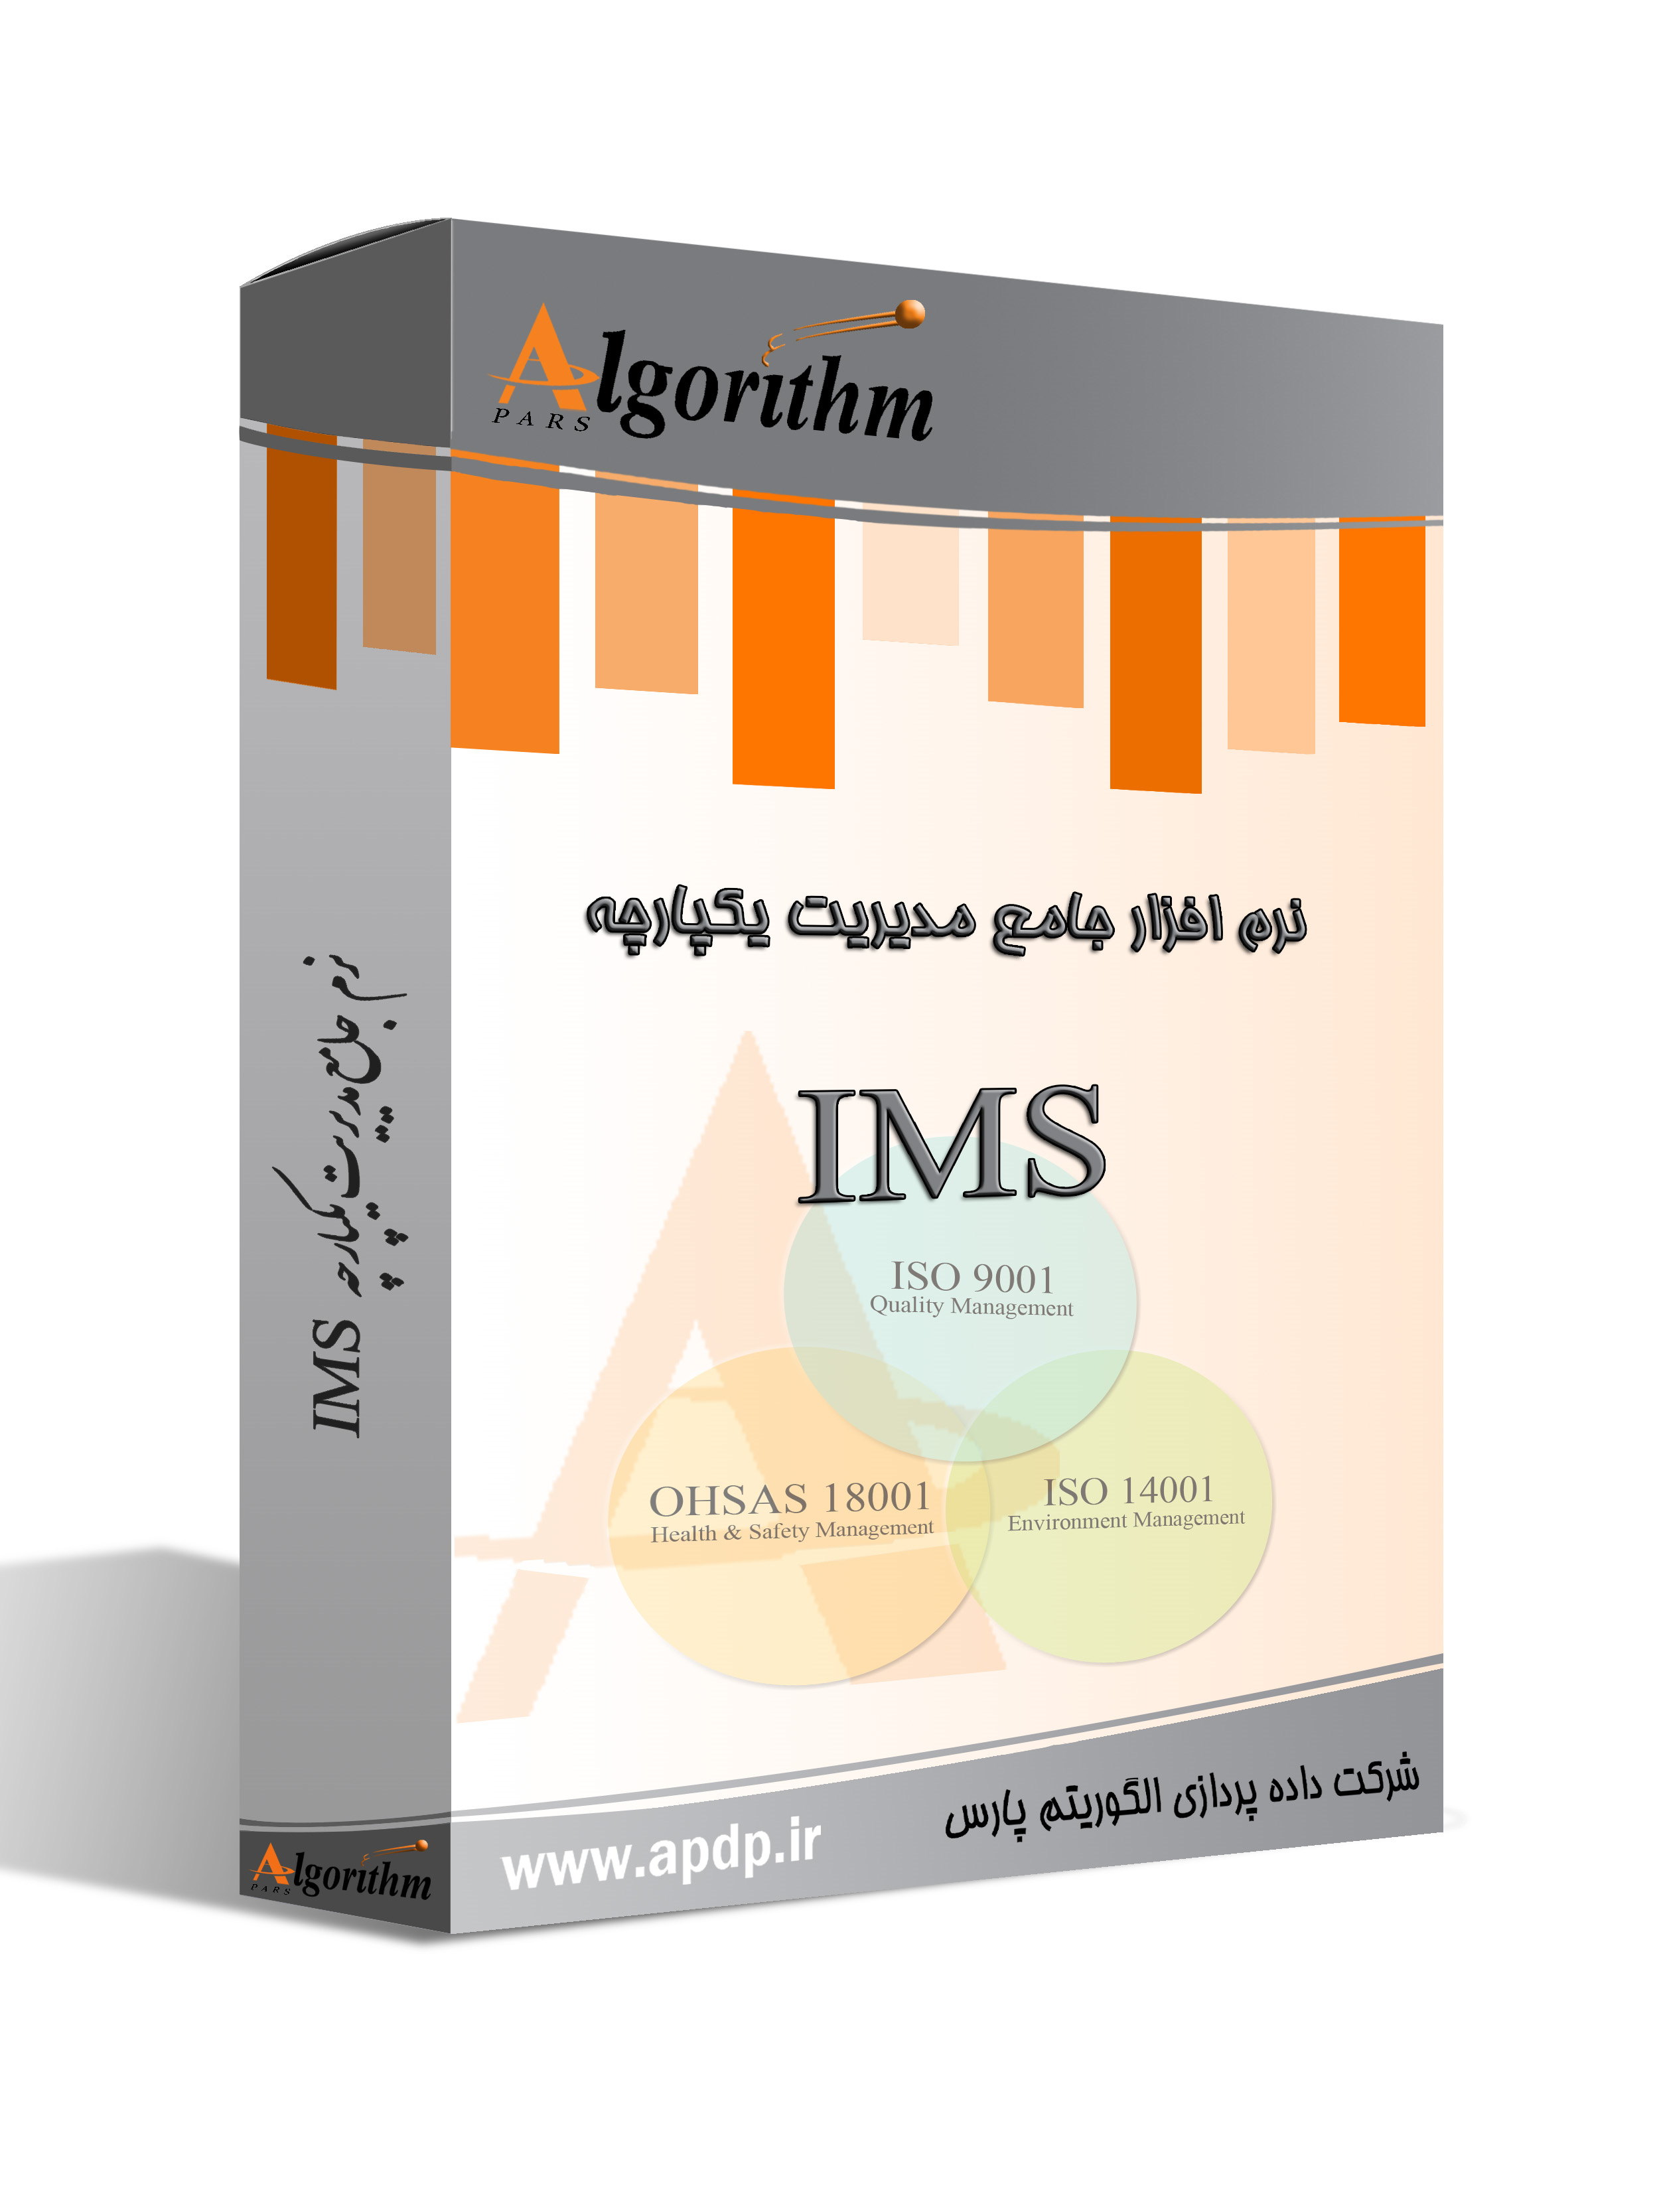 Algorithm
PARS
نرم افزار جامع مدیریت یکپارچه
IMS
ISO 9001
Quality Management
OHSAS 18001
Health & Safety Management
ISO 14001
Environment Management
شرکت داده پردازی الگوریتم پارس
www.apdp.ir
نرم افزار جامع مدیریت یکپارچه IMS
Algorithm
PARS